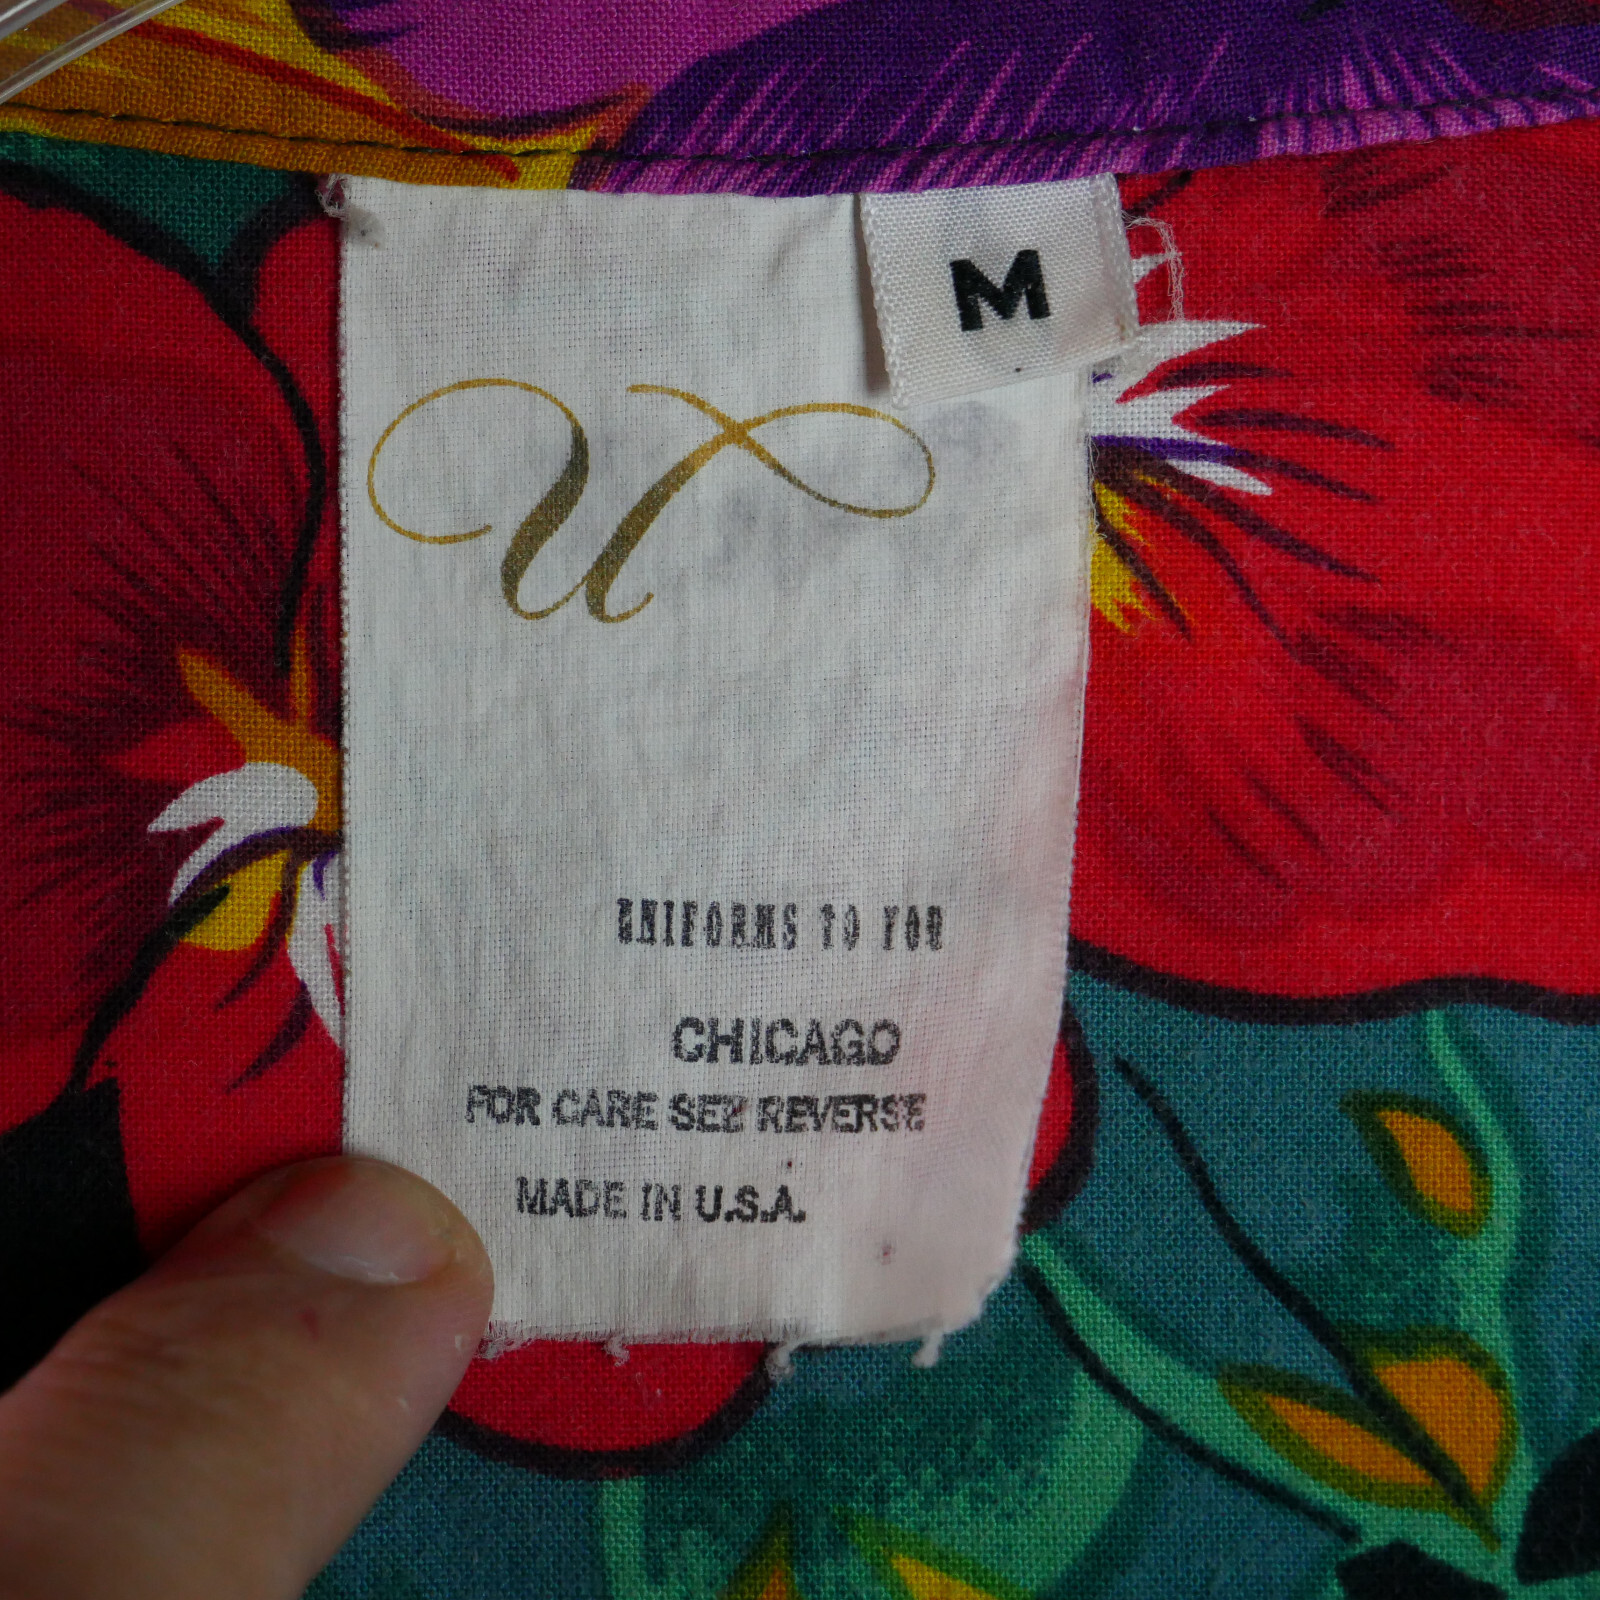 M
U
UNIFORMS TO YOU
CHICAGO
FOR CARE SEE REVERSE
MADE IN U.S.A.